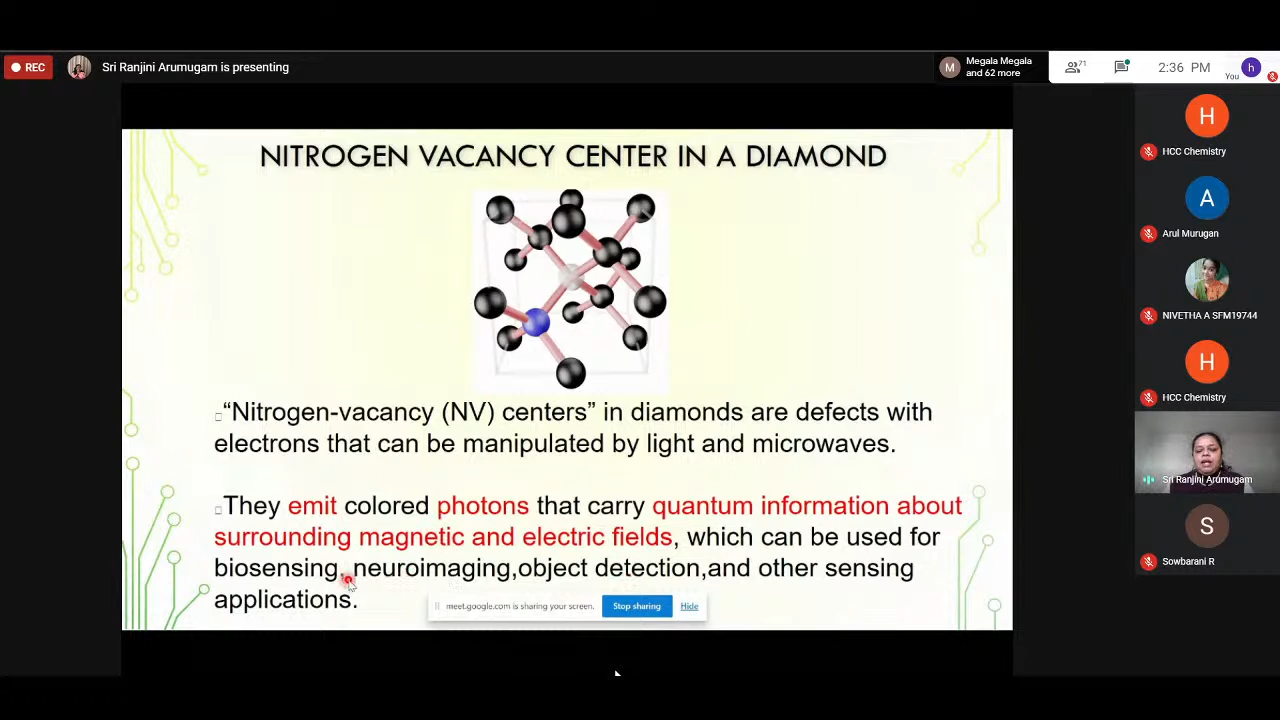 REC
Sri Ranjini Arumugam is presenting
M
Megala Megala
and 62 more
71
2:36 PM
You
h
NITROGEN VACANCY CENTER IN A DIAMOND
“Nitrogen-vacancy (NV) centers” in diamonds are defects with
electrons that can be manipulated by light and microwaves.
They emit colored photons that carry quantum information about
surrounding magnetic and electric fields, which can be used for
biosensing, neuroimaging,object detection,and other sensing
applications.
meet.google.com is sharing your screen.
Stop sharing
Hide
H
HCC Chemistry
A
Arul Murugan
NIVETHA A SFM19744
H
HCC Chemistry
Sri Ranjini Arumugam
S
Sowbarani R